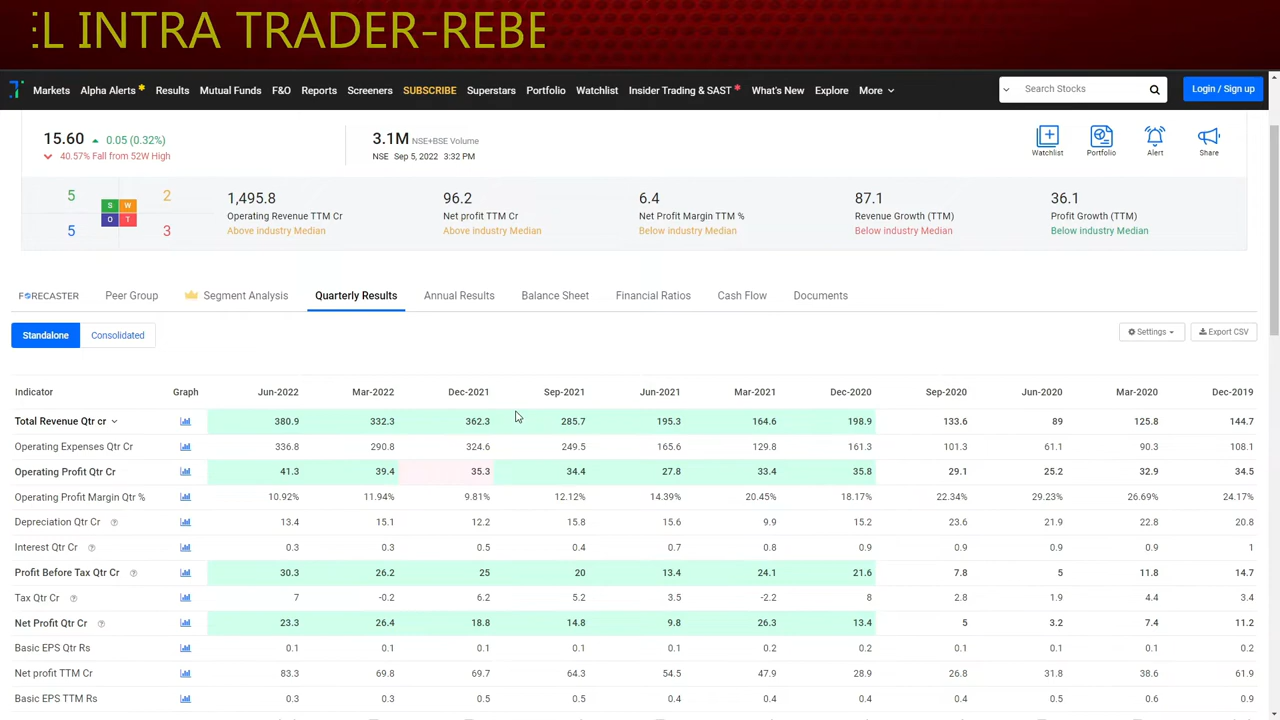 EL INTRA TRADER-REBE
Markets Alpha Alerts Results Mutual Funds F&O Reports Screeners SUBSCRIBE Superstars Portfolio Watchlist Insider Trading & SAST What's New Explore More Search Stocks Login / Sign up
15.60 0.05 (0.32%) 3.1M NSE+BSE Volume
40.57% Fall from 52W High NSE Sep 5, 2022 3:32 PM Watchlist Portfolio Alert Share
5 S W 2 1,495.8 96.2 6.4 87.1 36.1
O T Operating Revenue TTM Cr Net profit TTM Cr Net Profit Margin TTM % Revenue Growth (TTM) Profit Growth (TTM)
5 3 Above industry Median Above industry Median Below industry Median Below industry Median Below industry Median
FORECASTER Peer Group Segment Analysis Quarterly Results Annual Results Balance Sheet Financial Ratios Cash Flow Documents
Standalone Consolidated Settings Export CSV
Indicator Graph Jun-2022 Mar-2022 Dec-2021 Sep-2021 Jun-2021 Mar-2021 Dec-2020 Sep-2020 Jun-2020 Mar-2020 Dec-2019
Total Revenue Qtr cr 380.9 332.3 362.3 285.7 195.3 164.6 198.9 133.6 89 125.8 144.7
Operating Expenses Qtr Cr 336.8 290.8 324.6 249.5 165.6 129.8 161.3 101.3 61.1 90.3 108.1
Operating Profit Qtr Cr 41.3 39.4 35.3 34.4 27.8 33.4 35.8 29.1 25.2 32.9 34.5
Operating Profit Margin Qtr % 10.92% 11.94% 9.81% 12.12% 14.39% 20.45% 18.17% 22.34% 29.23% 26.69% 24.17%
Depreciation Qtr Cr 13.4 15.1 12.2 15.8 15.6 9.9 15.2 23.6 21.9 22.8 20.8
Interest Qtr Cr 0.3 0.3 0.5 0.4 0.7 0.8 0.9 0.9 0.9 0.9 1
Profit Before Tax Qtr Cr 30.3 26.2 25 20 13.4 24.1 21.6 7.8 5 11.8 14.7
Tax Qtr Cr 7 -0.2 6.2 5.2 3.5 -2.2 8 2.8 1.9 4.4 3.4
Net Profit Qtr Cr 23.3 26.4 18.8 14.8 9.8 26.3 13.4 5 3.2 7.4 11.2
Basic EPS Qtr Rs 0.1 0.1 0.1 0.1 0.1 0.2 0.2 0.1 0.1 0.1 0.2
Net profit TTM Cr 83.3 69.8 69.7 64.3 54.5 47.9 28.9 26.8 31.8 38.6 61.9
Basic EPS TTM Rs 0.3 0.3 0.5 0.5 0.4 0.4 0.4 0.4 0.5 0.6 0.9